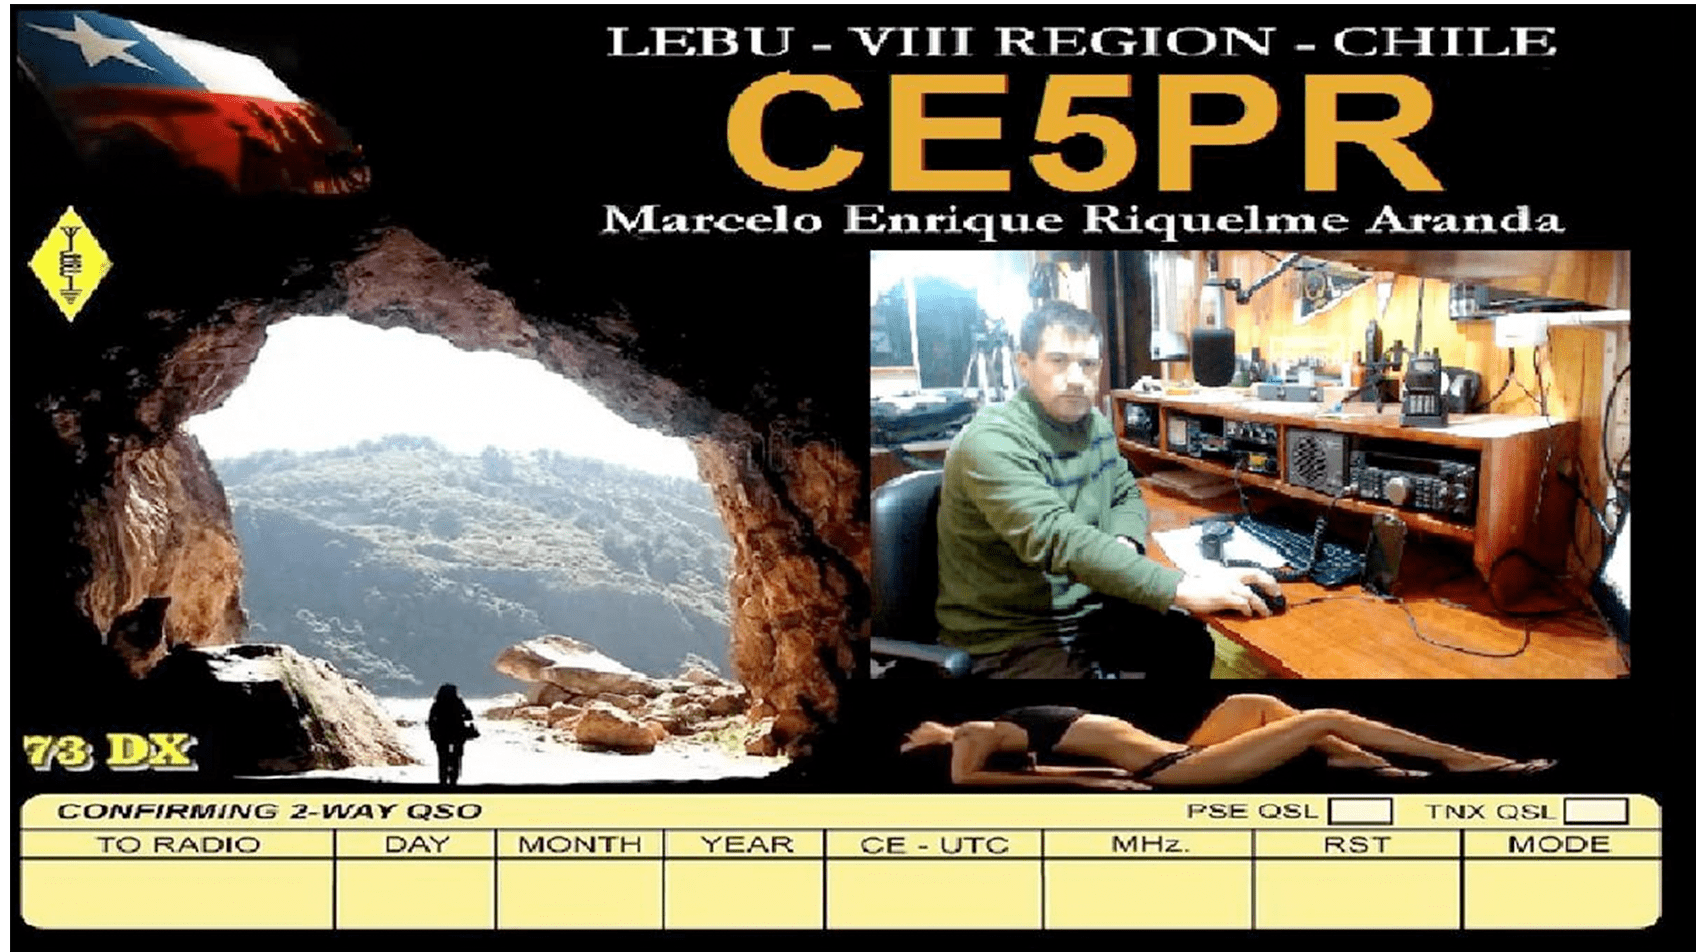 LEBU - VIII REGION - CHILE
CE5PR
Marcelo Enrique Riquelme Aranda
73 DX
CONFIRMING 2-WAY QSO
PSE QSL
TNX QSL
TO RADIO DAY MONTH YEAR CE - UTC MHz. RST MODE